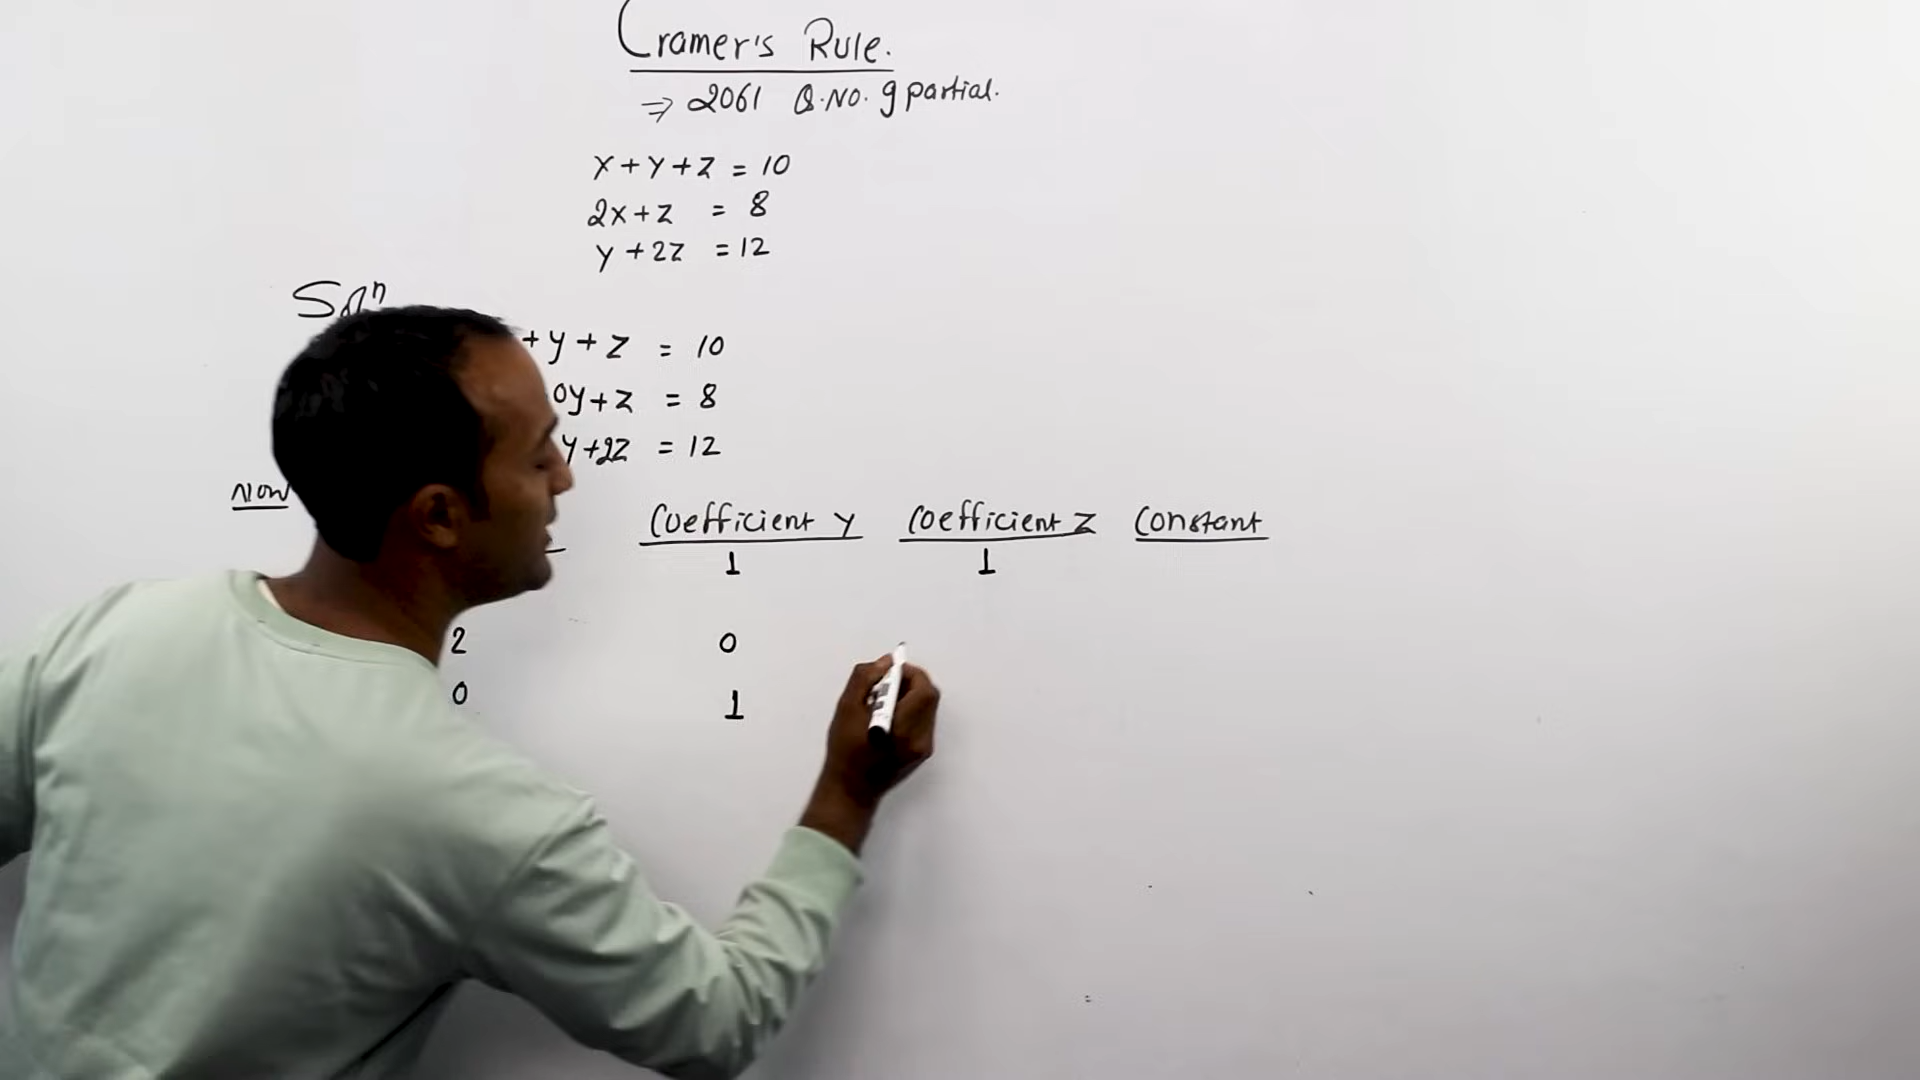 Cramer's Rule.
⇒ 2061 Q.NO. 9 partial.
x + y + z = 10
2x + z = 8
y + 2z = 12
Solⁿ
+ y + z = 10
0y + z = 8
y + 2z = 12
Now
Coefficient y Coefficient z Constant
1 1
2 0
0 1